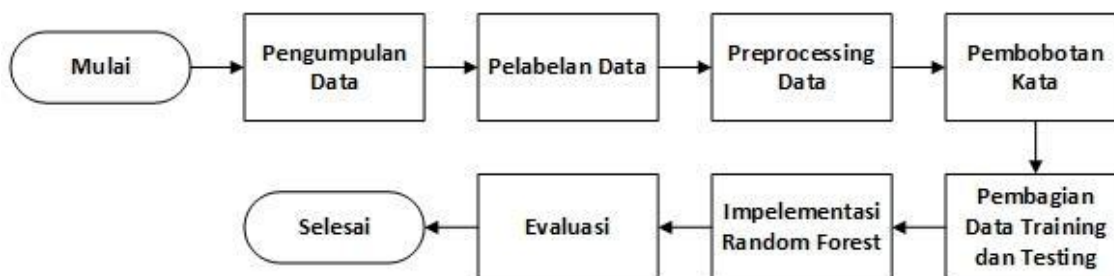 Mulai
Pengumpulan
Data
Pelabelan Data
Preprocessing
Data
Pembobotan
Kata
Pembagian
Data Training
dan Testing
Impelementasi
Random Forest
Evaluasi
Selesai